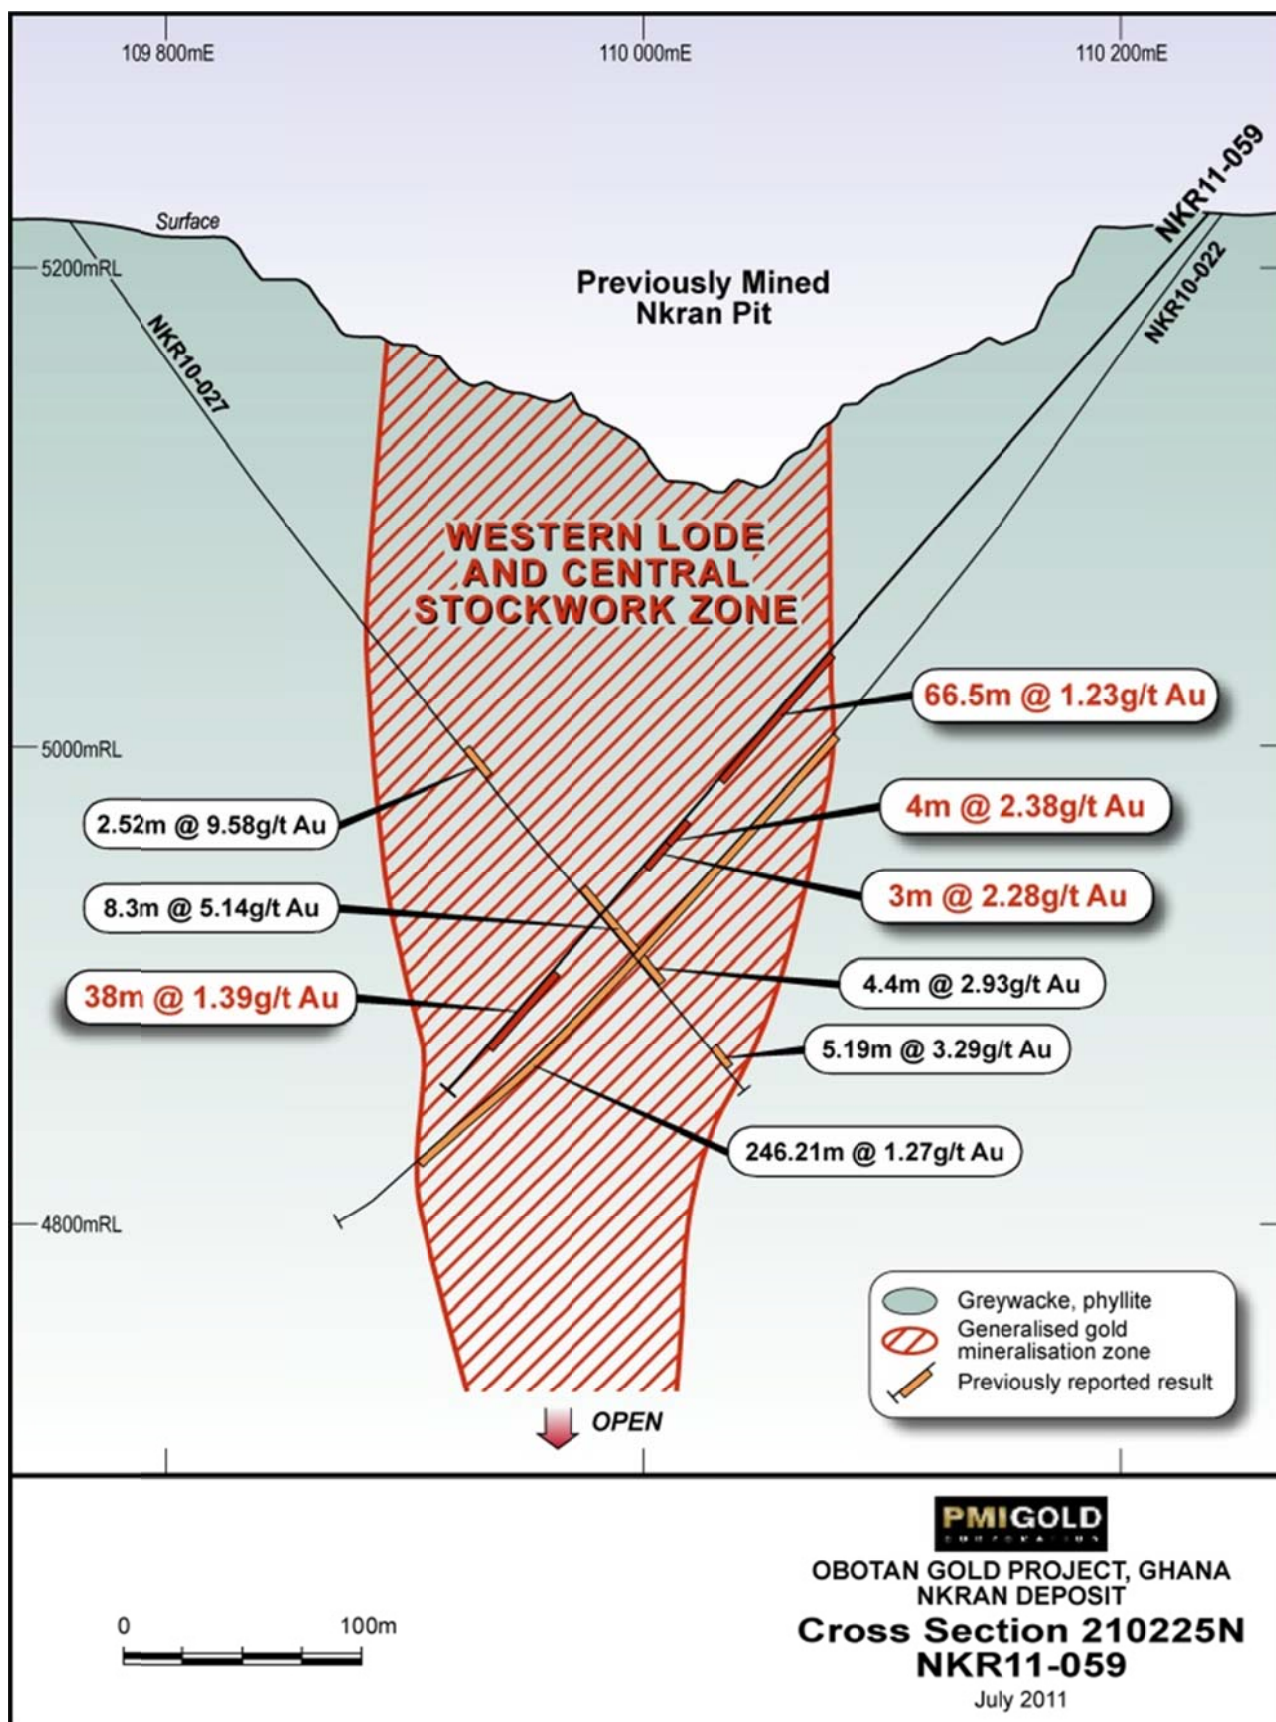 109 800mE
110 000mE
110 200mE
NKR11-059
Surface
5200mRL
Previously Mined
Nkran Pit
NKR10-022
NKR10-027
WESTERN LODE
AND CENTRAL
STOCKWORK ZONE
66.5m @ 1.23g/t Au
5000mRL
4m @ 2.38g/t Au
2.52m @ 9.58g/t Au
3m @ 2.28g/t Au
8.3m @ 5.14g/t Au
4.4m @ 2.93g/t Au
38m @ 1.39g/t Au
5.19m @ 3.29g/t Au
246.21m @ 1.27g/t Au
4800mRL
Greywacke, phyllite
Generalised gold
mineralisation zone
Previously reported result
OPEN
PMIGOLD
CORPORATION
OBOTAN GOLD PROJECT, GHANA
NKRAN DEPOSIT
Cross Section 210225N
NKR11-059
July 2011
0
100m